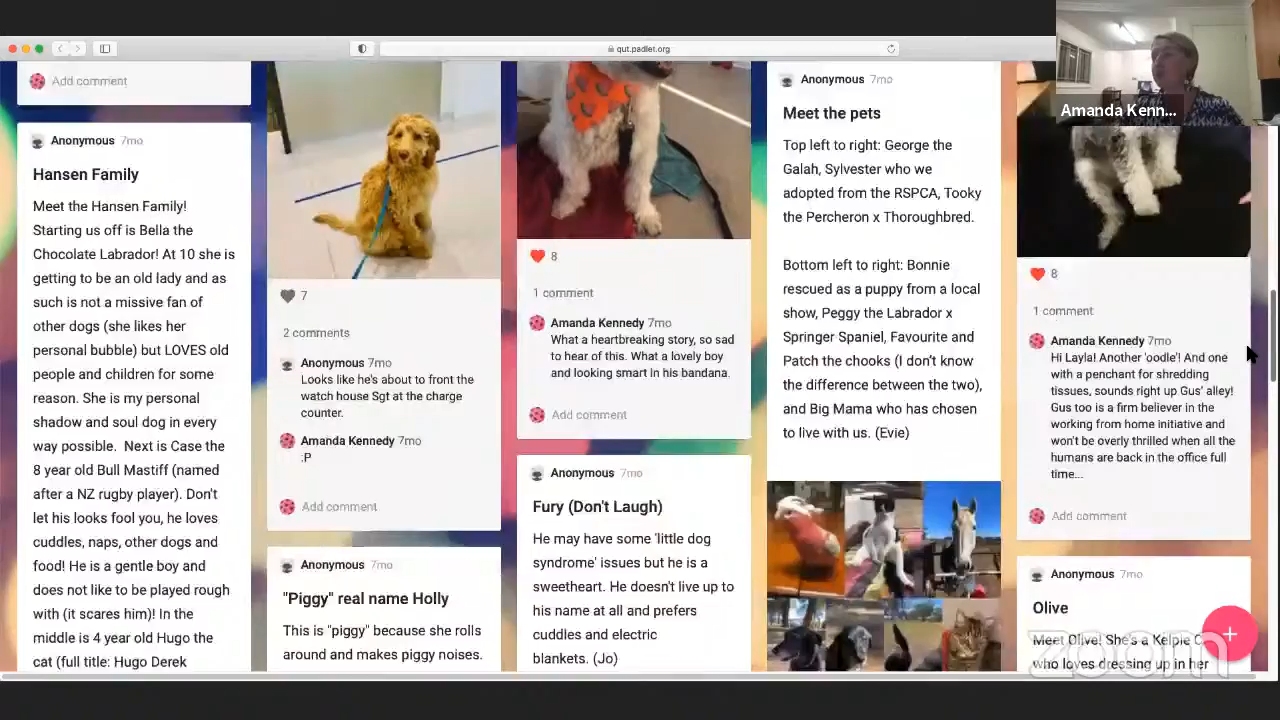 qut.padlet.org
Amanda Kenn...
Add comment
Anonymous 7mo
Hansen Family
Meet the Hansen Family!
Starting us off is Bella the
Chocolate Labrador! At 10 she is
getting to be an old lady and as
such is not a missive fan of
other dogs (she likes her
personal bubble) but LOVES old
people and children for some
reason. She is my personal
shadow and soul dog in every
way possible. Next is Case the
8 year old Bull Mastiff (named
after a NZ rugby player). Don't
let his looks fool you, he loves
cuddles, naps, other dogs and
food! He is a gentle boy and
does not like to be played rough
with (it scares him)! In the
middle is 4 year old Hugo the
cat (full title: Hugo Derek
7
2 comments
Anonymous 7mo
Looks like he's about to front the
watch house Sgt at the charge
counter.
Amanda Kennedy 7mo
:P
Add comment
Anonymous 7mo
"Piggy" real name Holly
This is "piggy" because she rolls
around and makes piggy noises.
8
1 comment
Amanda Kennedy 7mo
What a heartbreaking story, so sad
to hear of this. What a lovely boy
and looking smart in his bandana.
Add comment
Anonymous 7mo
Fury (Don't Laugh)
He may have some 'little dog
syndrome' issues but he is a
sweetheart. He doesn't live up to
his name at all and prefers
cuddles and electric
blankets. (Jo)
Anonymous 7mo
Meet the pets
Top left to right: George the
Galah, Sylvester who we
adopted from the RSPCA, Tooky
the Percheron x Thoroughbred.
Bottom left to right: Bonnie
rescued as a puppy from a local
show, Peggy the Labrador x
Springer Spaniel, Favourite and
Patch the chooks (I don't know
the difference between the two),
and Big Mama who has chosen
to live with us. (Evie)
8
1 comment
Amanda Kennedy 7mo
Hi Layla! Another 'oodle'! And one
with a penchant for shredding
tissues, sounds right up Gus' alley!
Gus too is a firm believer in the
working from home initiative and
won't be overly thrilled when all the
humans are back in the office full
time...
Add comment
Anonymous 7mo
Olive
Meet Olive! She's a Kelpie
who loves dressing up in her
zoom